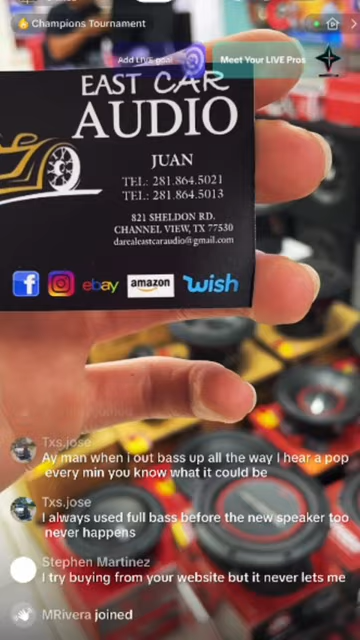 Champions Tournament
Add LIVE goal
Meet Your LIVE Pros
EAST CAR
AUDIO
JUAN
TEL: 281.864.5021
TEL: 281.864.5013
821 SHELDON RD.
CHANNEL VIEW, TX 77530
darealeastcaraudio@gmail.com
ebay
amazon
wish
Txs.jose
Ay man when i out bass up all the way I hear a pop
every min you know what it could be
Txs.jose
I always used full bass before the new speaker too
never happens
Stephen Martinez
I try buying from your website but it never lets me
MRivera joined